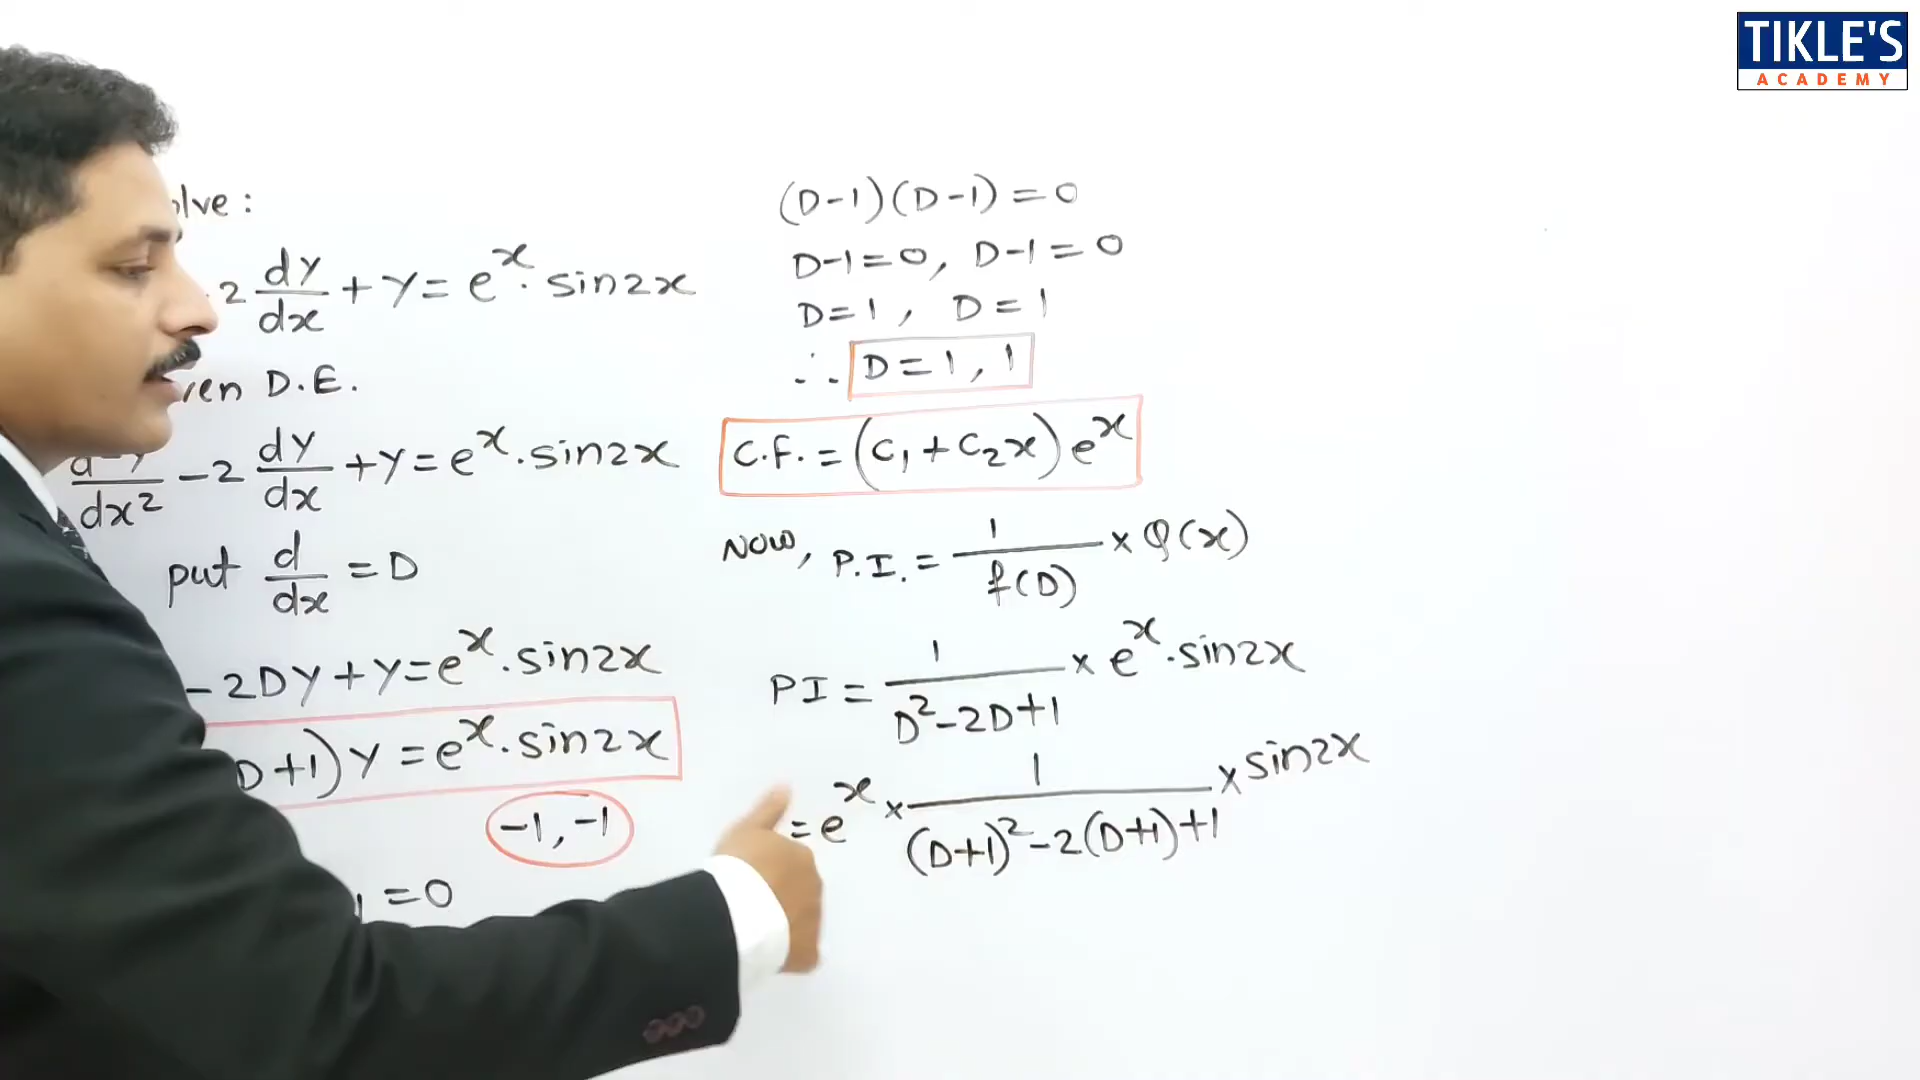 TIKLE'S
ACADEMY
lve:
2 dy/dx + y = e^x . sin2x
ven D.E.
d²y/dx² - 2 dy/dx + y = e^x . sin2x
put d/dx = D
- 2Dy + y = e^x . sin2x
D + 1) y = e^x . sin2x
-1, -1
= 0
(D-1)(D-1) = 0
D-1 = 0, D-1 = 0
D = 1 , D = 1
∴ D = 1, 1
C.F. = (C₁ + C₂x) e^x
NOW, P.I. = 1/f(D) × Q(x)
PI = 1/(D² - 2D + 1) × e^x . sin2x
= e^x × 1/((D+1)² - 2(D+1) + 1) × sin2x